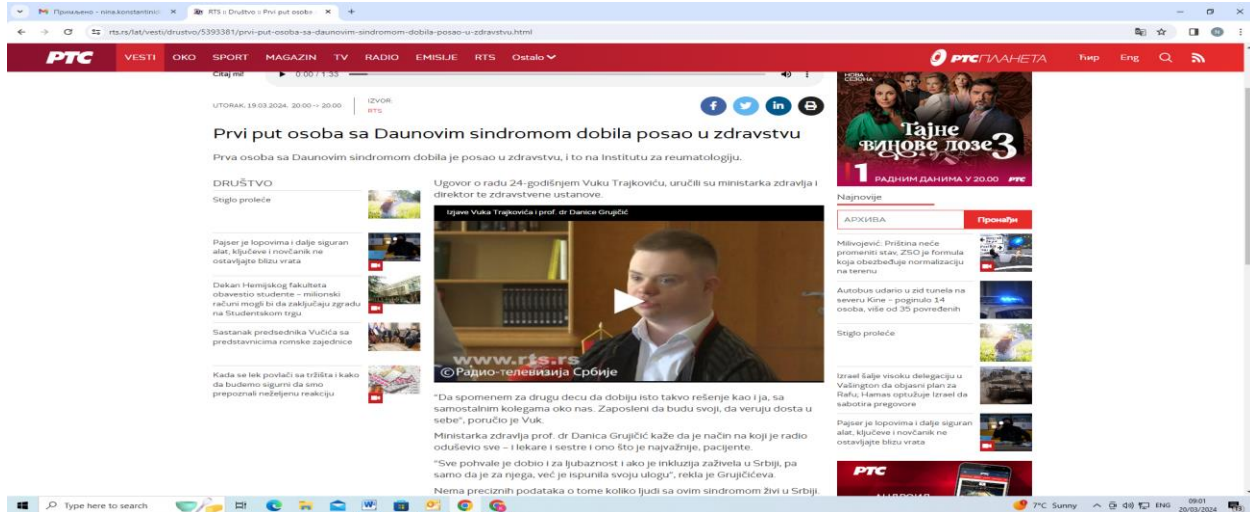 Примљено - nina.konstantinic
RTS :: Društvo :: Prvi put osoba
rts.rs/lat/vesti/drustvo/5393381/prvi-put-osoba-sa-daunovim-sindromom-dobila-posao-u-zdravstvu.html
РТС VESTI OKO SPORT MAGAZIN TV RADIO EMISIJE RTS Ostalo РТСПЛАНЕТА Ћир Eng
Citaj mi!
0:00 / 1:33
UTORAK, 19.03.2024, 20:00 -> 20:00
IZVOR:
RTS
Prvi put osoba sa Daunovim sindromom dobila posao u zdravstvu
Prva osoba sa Daunovim sindromom dobila je posao u zdravstvu, i to na Institutu za reumatologiju.
DRUŠTVO
Stiglo proleće
Pajser je lopovima i dalje siguran
alat, ključeve i novčanik ne
ostavljajte blizu vrata
Dekan Hemijskog fakulteta
obavestio studente – milionski
računi mogli bi da zaključaju zgradu
na Studentskom trgu
Sastanak predsednika Vučića sa
predstavnicima romske zajednice
Kada se lek povlači sa tržišta i kako
da budemo sigurni da smo
prepoznali neželjenu reakciju
Ugovor o radu 24-godišnjem Vuku Trajkoviću, uručili su ministarka zdravlja i
direktor te zdravstvene ustanove.
Izjave Vuka Trajkovića i prof. dr Danice Grujičić
www.rts.rs
©Радио-телевизија Србије
"Da spomenem za drugu decu da dobiju isto takvo rešenje kao i ja, sa
samostalnim kolegama oko nas. Zaposleni da budu svoji, da veruju dosta u
sebe", poručio je Vuk.
Ministarka zdravlja prof. dr Danica Grujičić kaže da je način na koji je radio
oduševio sve – i lekare i sestre i ono što je najvažnije, pacijente.
"Sve pohvale je dobio i za ljubaznost i ako je inkluzija zaživela u Srbiji, pa
samo da je za njega, već je ispunila svoju ulogu", rekla je Grujičićeva.
Nema preciznih podataka o tome koliko ljudi sa ovim sindromom živi u Srbiji.
НОВА
СЕЗОНА
Тајне
винове лозе 3
1 РАДНИМ ДАНИМА У 20.00 РТС
Najnovije
АРХИВА
Пронађи
Milivojević: Priština neće
promeniti stav, ZSO je formula
koja obezbeđuje normalizaciju
na terenu
Autobus udario u zid tunela na
severu Kine – poginulo 14
osoba, više od 35 povređenih
Stiglo proleće
Izrael šalje visoku delegaciju u
Vašington da objasni plan za
Rafu, Hamas optužuje Izrael da
sabotira pregovore
Pajser je lopovima i dalje siguran
alat, ključeve i novčanik ne
ostavljajte blizu vrata
РТС
Type here to search
7°C Sunny
ENG
09:01
20/03/2024